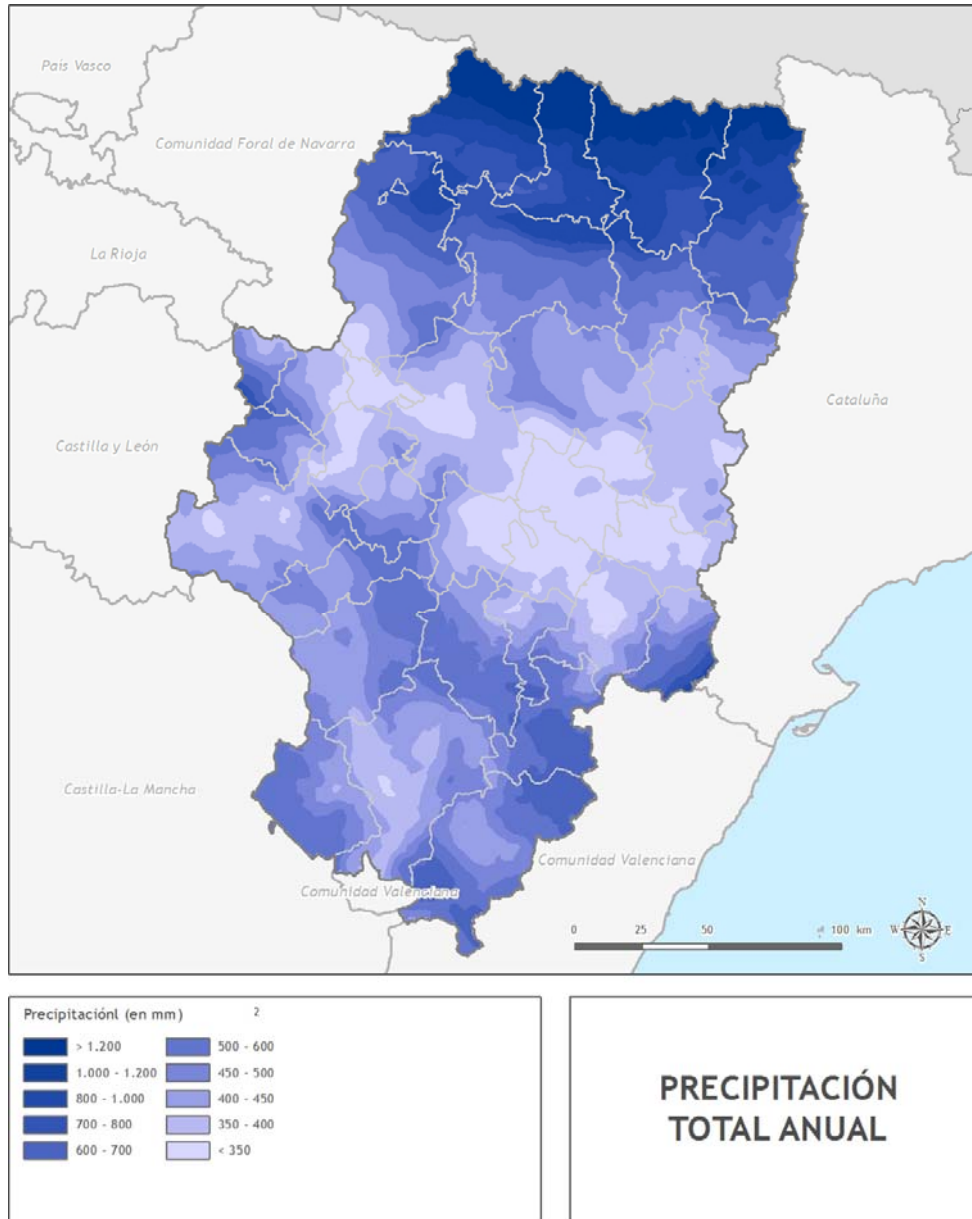 País Vasco
Comunidad Foral de Navarra
La Rioja
Cataluña
Castilla y León
Castilla-La Mancha
Comunidad Valenciana
Comunidad Valenciana
N
W
E
S
0 25 50 100 km
Precipitaciónl (en mm) 2
> 1.200
500 - 600
1.000 - 1.200
450 - 500
800 - 1.000
400 - 450
700 - 800
350 - 400
600 - 700
< 350
PRECIPITACIÓN
TOTAL ANUAL